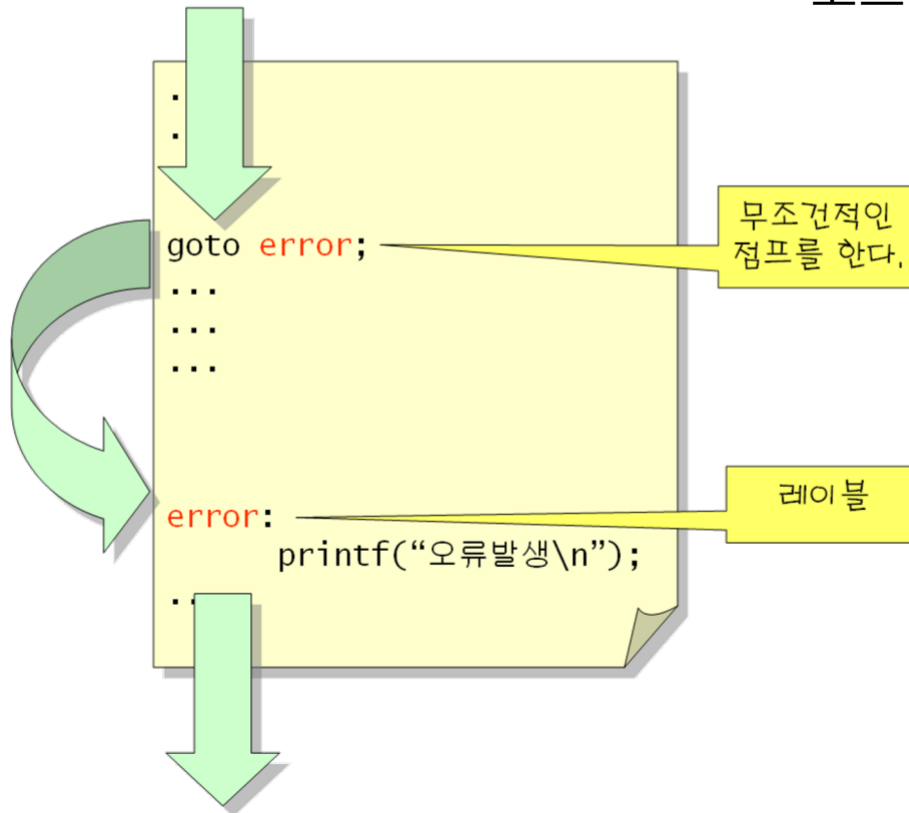 .
.
goto error;
무조건적인
점프를 한다.
...
...
...
레이블
error:
printf(“오류발생\n”);
..